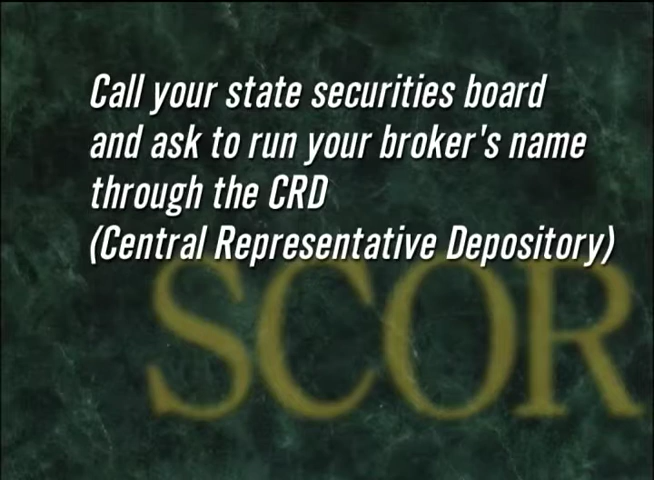 Call your state securities board
and ask to run your broker's name
through the CRD
(Central Representative Depository)
SCOR